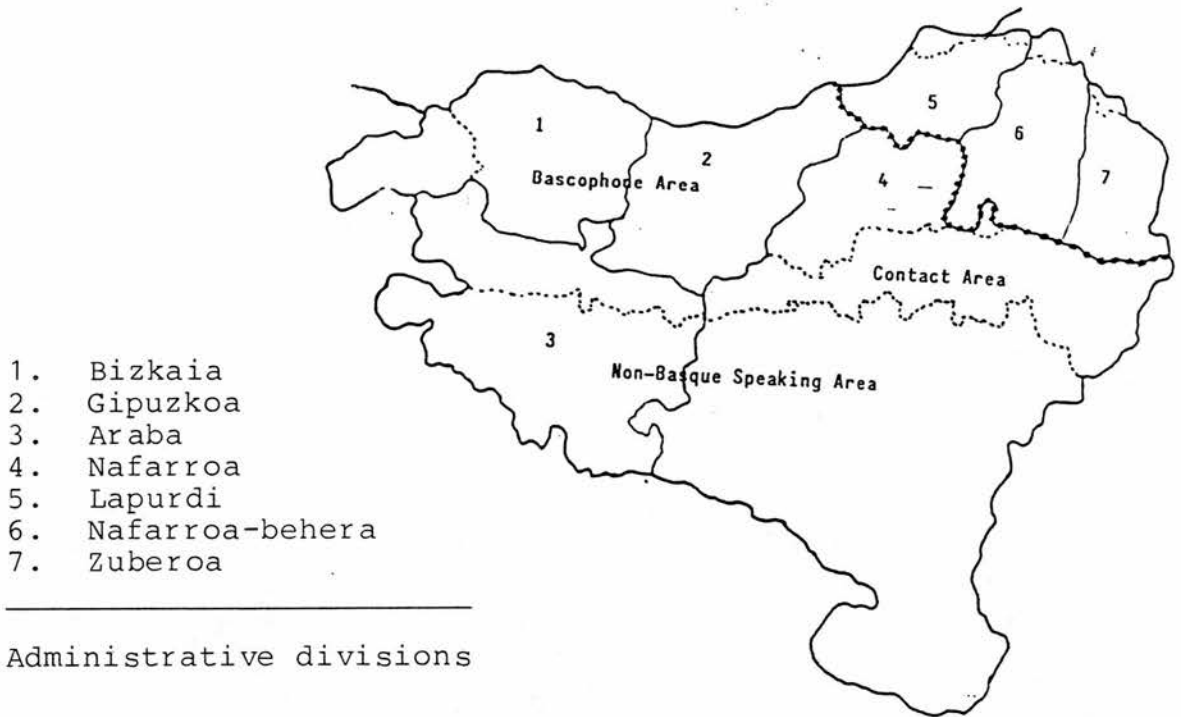 1
2
3
4
5
6
7
Bascophone Area
Contact Area
Non-Basque Speaking Area
1. Bizkaia
2. Gipuzkoa
3. Araba
4. Nafarroa
5. Lapurdi
6. Nafarroa-behera
7. Zuberoa
Administrative divisions